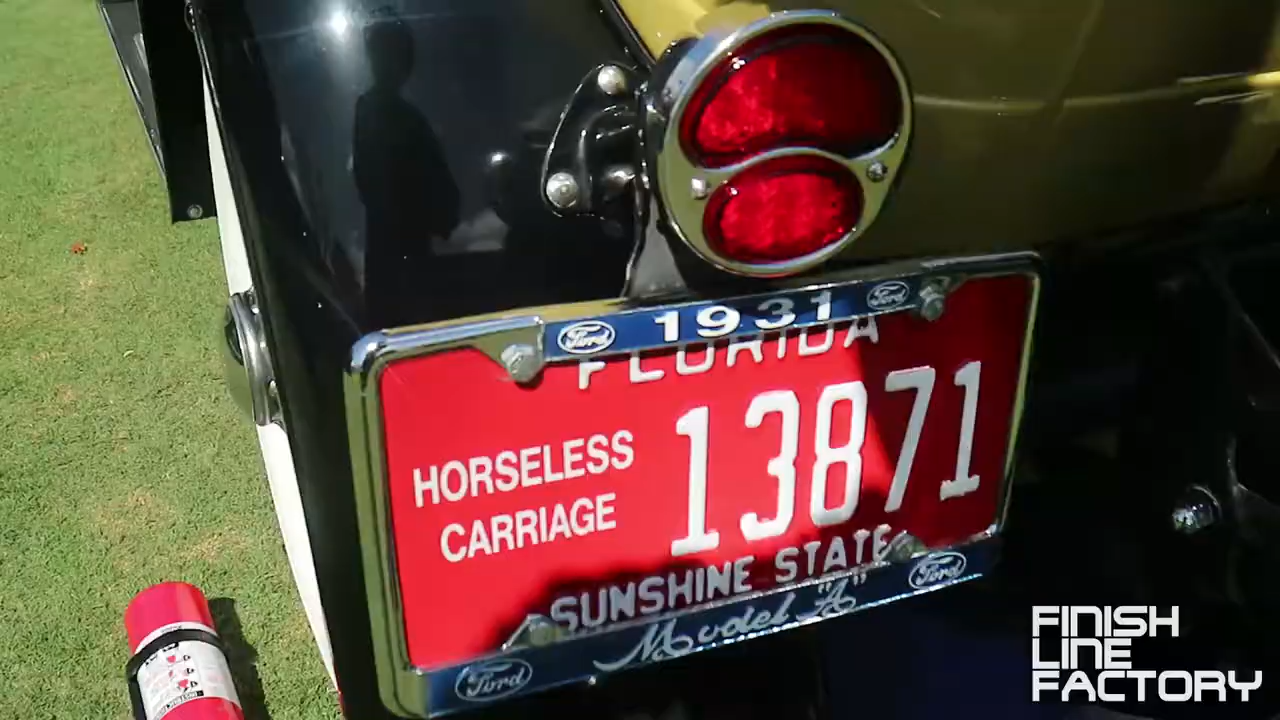 Ford 1931 Ford
FLORIDA
HORSELESS
CARRIAGE
13871
SUNSHINE STATE
Ford Model "A" Ford
FINISH
LINE
FACTORY